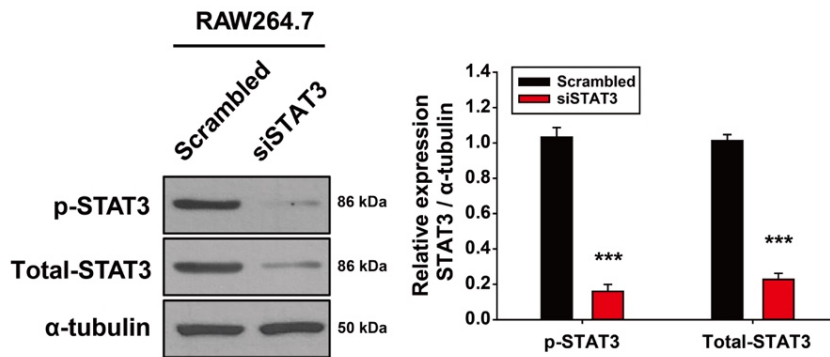 RAW264.7
Scrambled
siSTAT3
p-STAT3
86 kDa
Total-STAT3
86 kDa
α-tubulin
50 kDa
Relative expression
STAT3 / α-tubulin
1.4
1.2
1.0
0.8
0.6
0.4
0.2
0
Scrambled
siSTAT3
***
***
p-STAT3
Total-STAT3